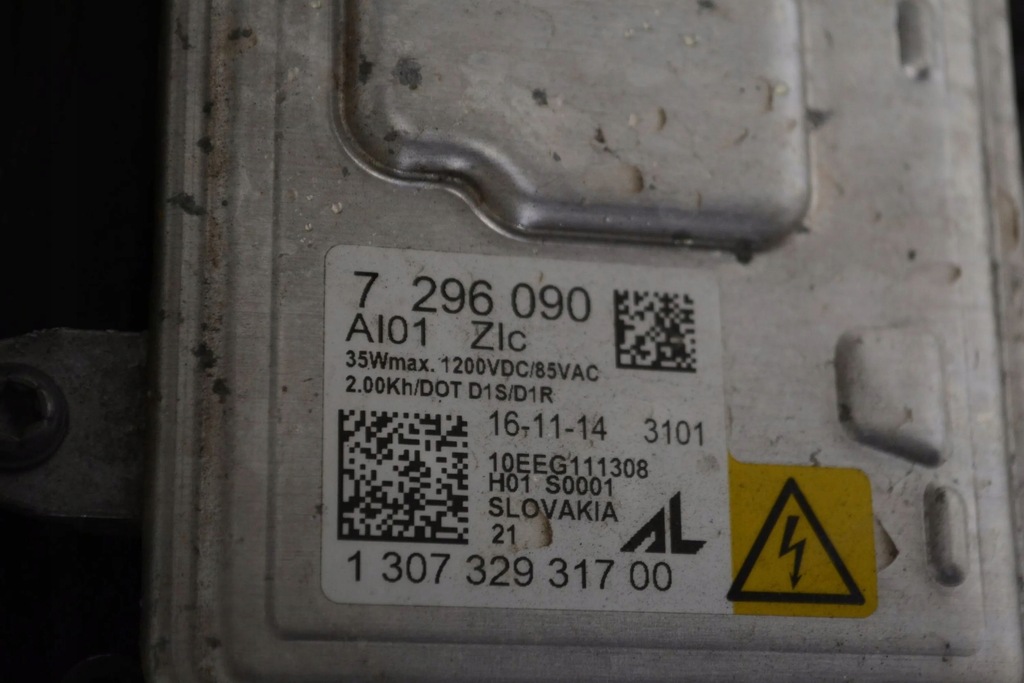 7 296 090
AI01 ZIc
35Wmax. 1200VDC/85VAC
2.00Kh/DOT D1S/D1R
16-11-14 3101
10EEG111308
H01 S0001
SLOVAKIA
21
AL
1 307 329 317 00